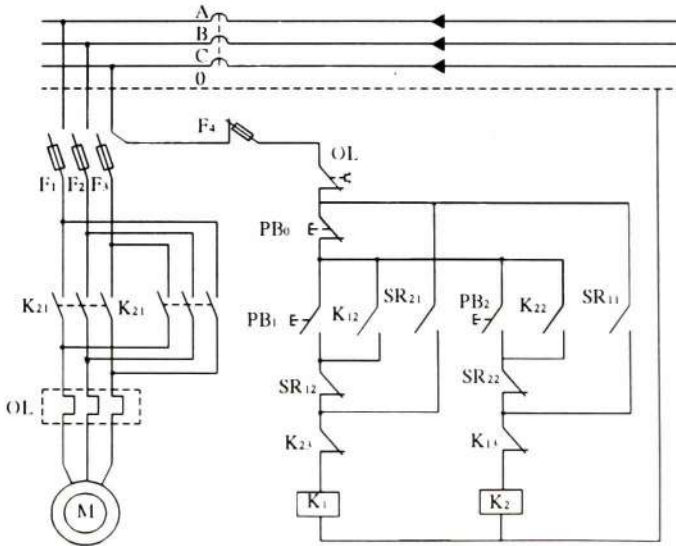 A
B
C
0
F4
OL
F1 F2 F3
PB0
K21 K21
PB1 K12 SR21 PB2 K22 SR11
SR12 SR22
OL
K23 K13
K1 K2
M